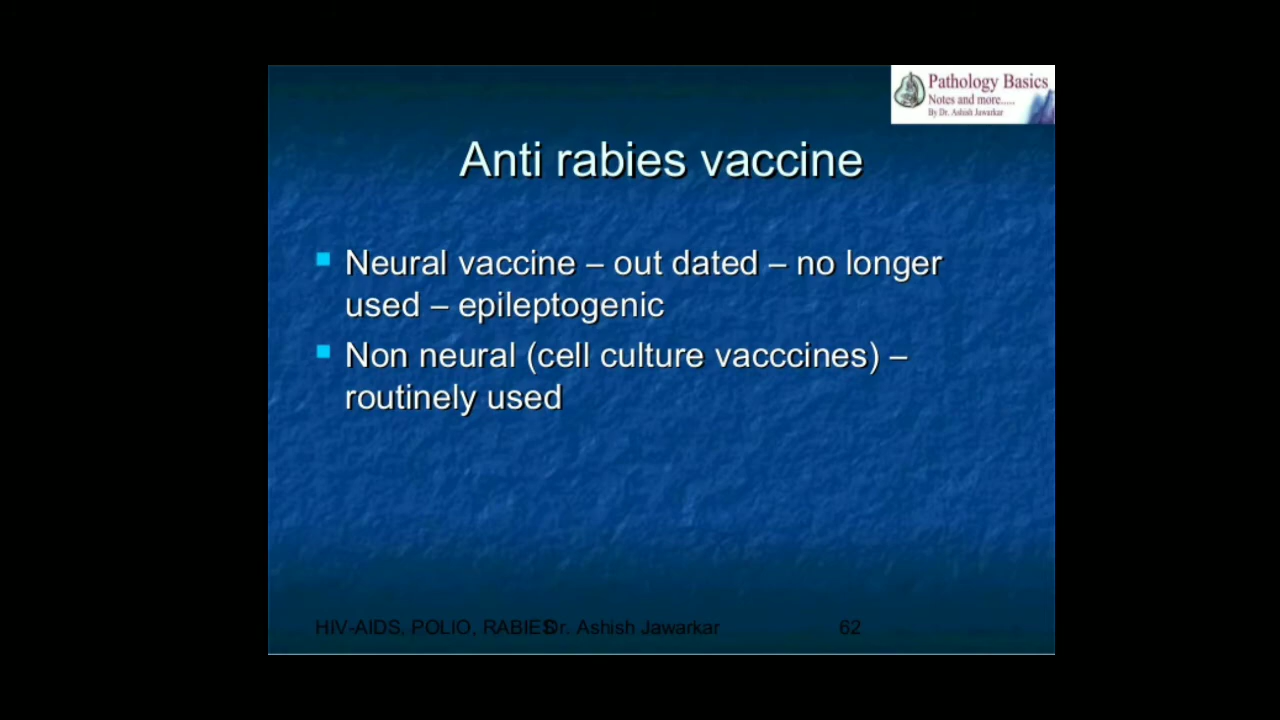 Pathology Basics
Notes and more.....
By Dr. Ashish Jawarkar
Anti rabies vaccine
Neural vaccine – out dated – no longer
used – epileptogenic
Non neural (cell culture vacccines) –
routinely used
HIV-AIDS, POLIO, RABIES Dr. Ashish Jawarkar 62